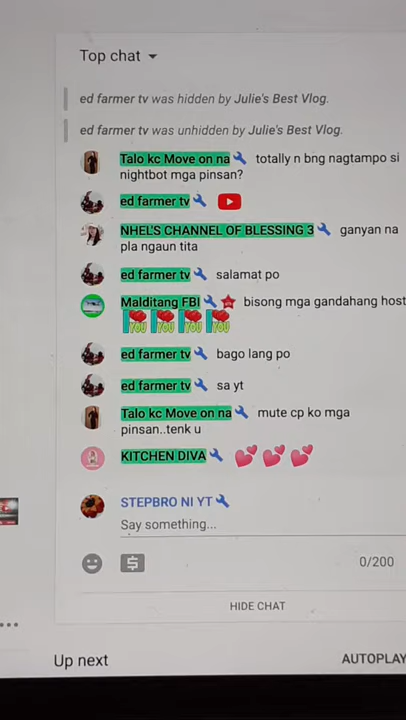 Top chat
ed farmer tv was hidden by Julie's Best Vlog.
ed farmer tv was unhidden by Julie's Best Vlog.
Talo kc Move on na totally n bng nagtampo si
nightbot mga pinsan?
ed farmer tv
NHEL'S CHANNEL OF BLESSING 3 ganyan na
pla ngaun tita
ed farmer tv salamat po
Malditang FBI bisong mga gandahang host
YOU YOU YOU YOU
ed farmer tv bago lang po
ed farmer tv sa yt
Talo kc Move on na mute cp ko mga
pinsan..tenk u
KITCHEN DIVA
STEPBRO NI YT
Say something...
0/200
HIDE CHAT
Up next AUTOPLAY